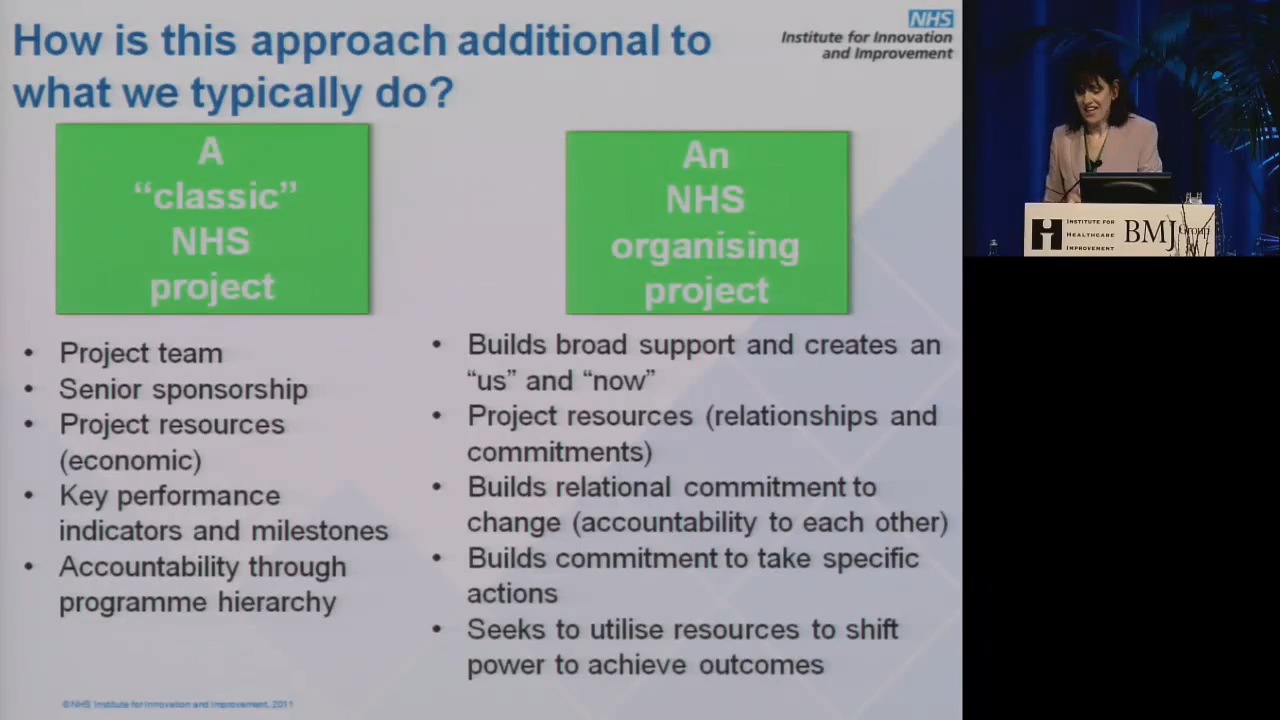 How is this approach additional to
what we typically do?
NHS
Institute for Innovation
and Improvement
A
“classic”
NHS
project
• Project team
• Senior sponsorship
• Project resources
(economic)
• Key performance
indicators and milestones
• Accountability through
programme hierarchy
An
NHS
organising
project
• Builds broad support and creates an
“us” and “now”
• Project resources (relationships and
commitments)
• Builds relational commitment to
change (accountability to each other)
• Builds commitment to take specific
actions
• Seeks to utilise resources to shift
power to achieve outcomes
©NHS Institute for Innovation and Improvement, 2011
INSTITUTE FOR
HEALTHCARE
IMPROVEMENT
BMJ Group